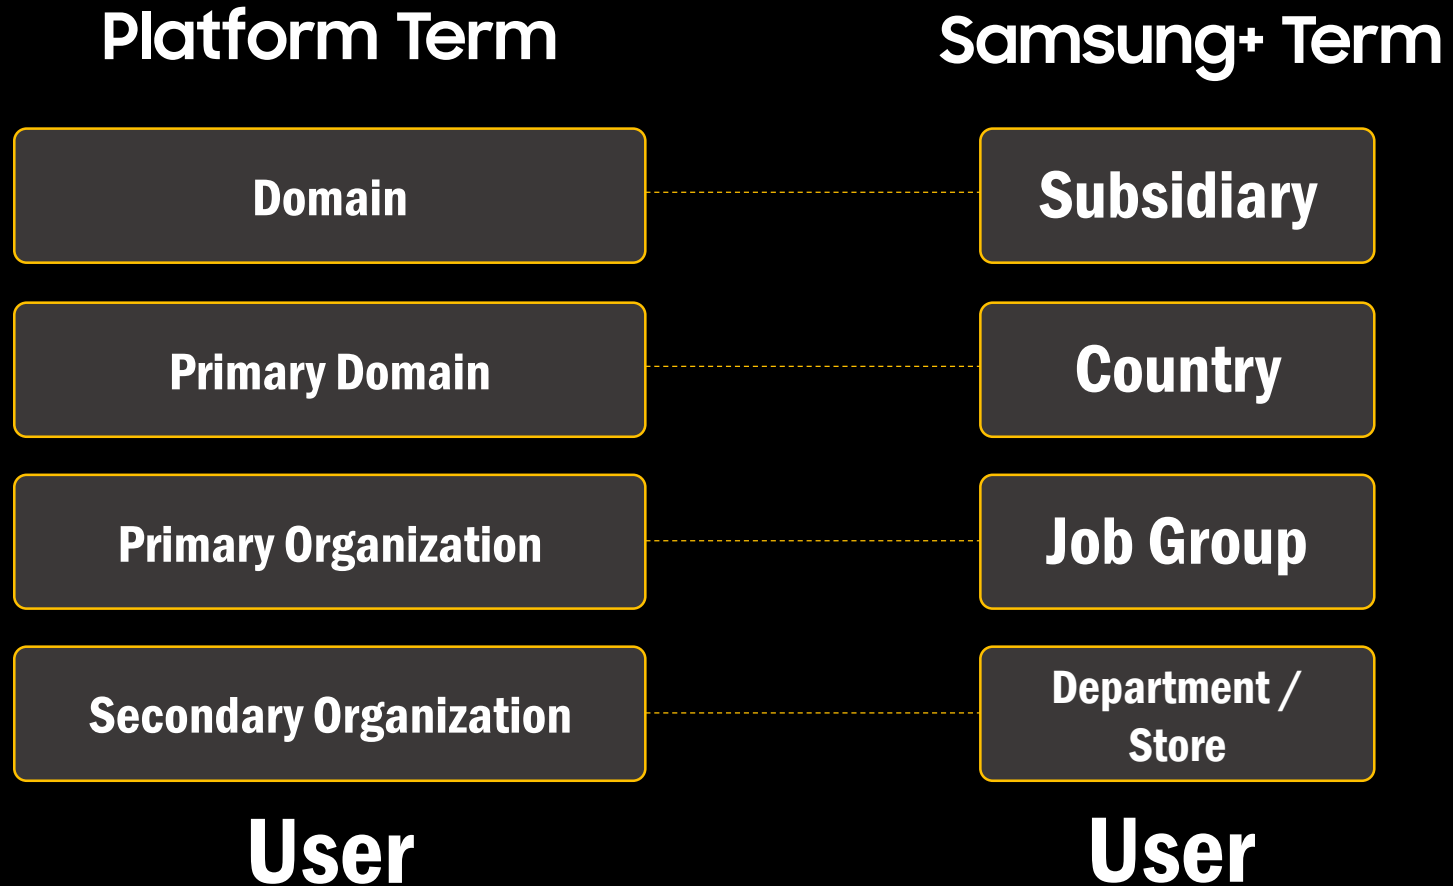 Platform Term
Samsung+ Term
Domain
Subsidiary
Primary Domain
Country
Primary Organization
Job Group
Secondary Organization
Department /
Store
User
User